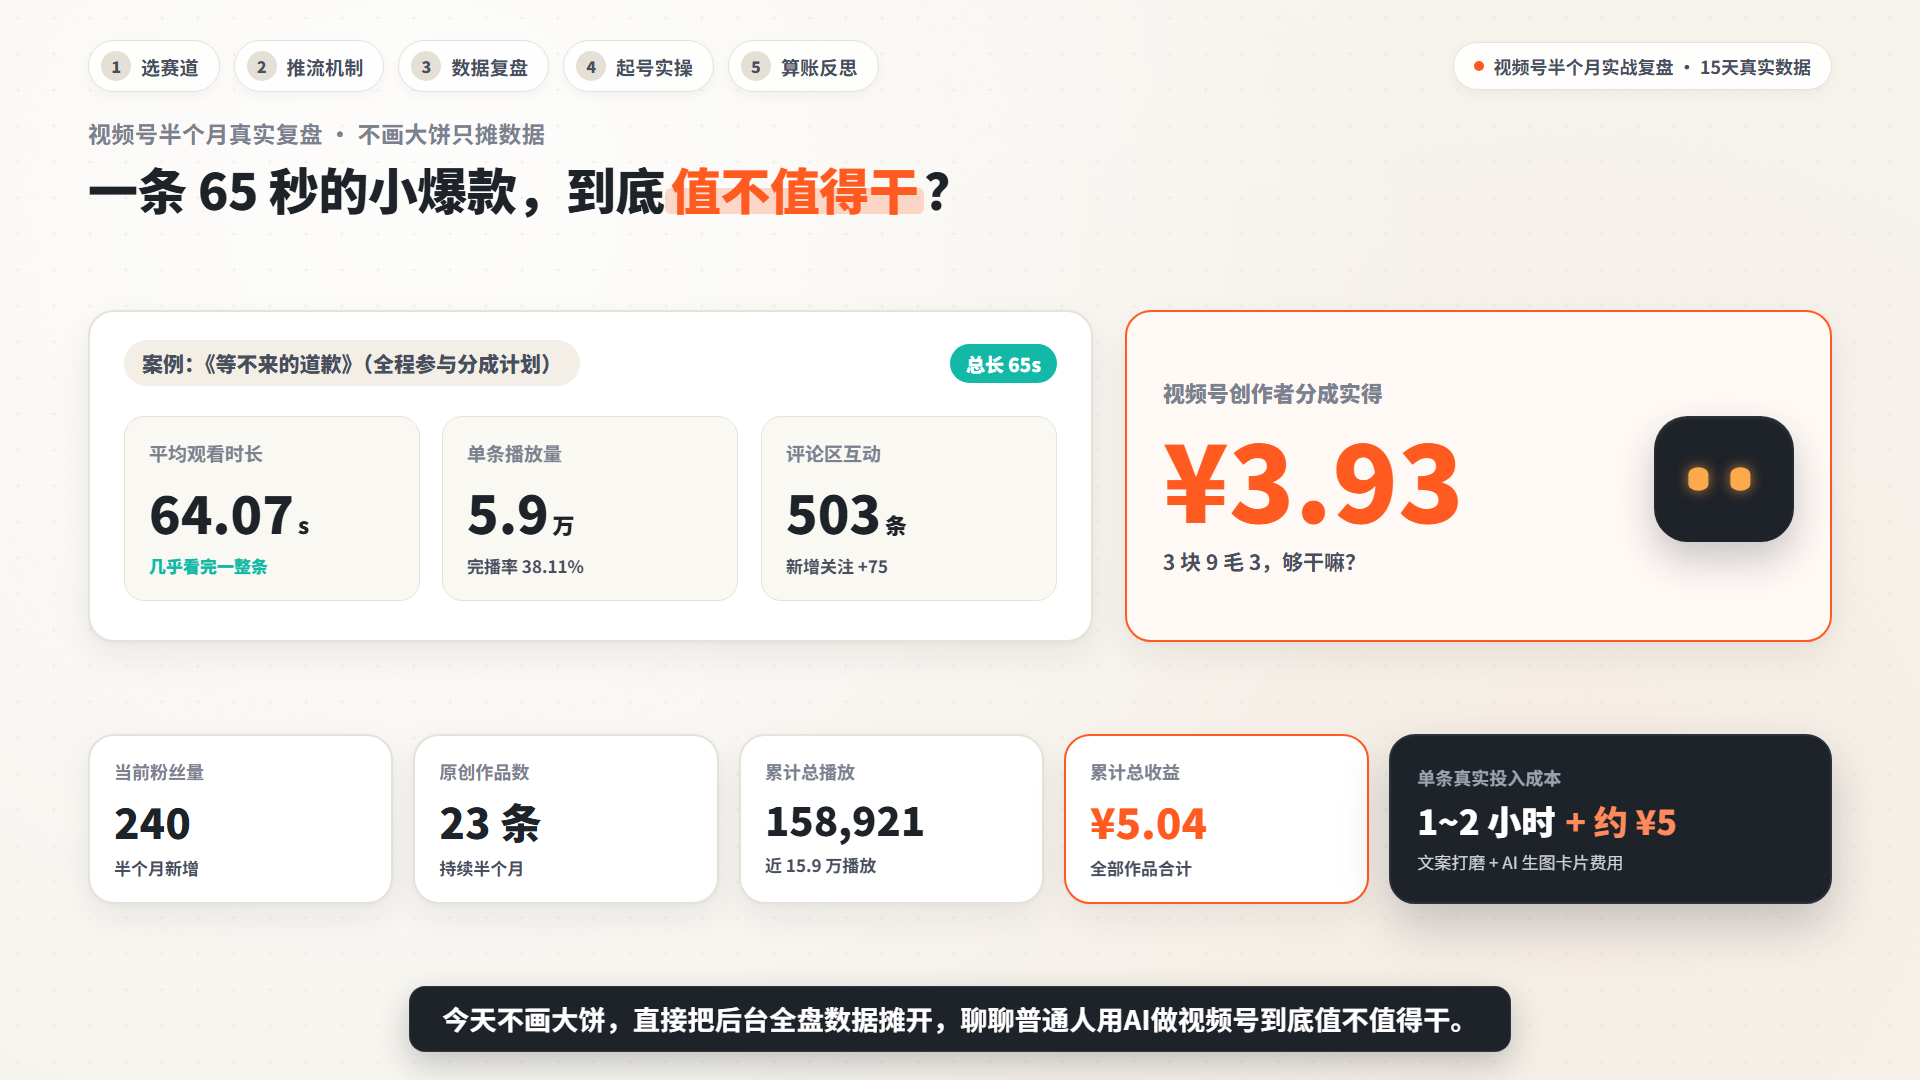 1 选赛道
2 推流机制
3 数据复盘
4 起号实操
5 算账反思
视频号半个月实战复盘 · 15天真实数据
视频号半个月真实复盘 · 不画大饼只摊数据
一条 65 秒的小爆款，到底值不值得干？
案例：《等不来的道歉》（全程参与分成计划）
总长 65s
平均观看时长
64.07 s
几乎看完一整条
单条播放量
5.9 万
完播率 38.11%
评论区互动
503 条
新增关注 +75
视频号创作者分成实得
¥3.93
3 块 9 毛 3，够干嘛？
当前粉丝量
240
半个月新增
原创作品数
23 条
持续半个月
累计总播放
158,921
近 15.9 万播放
累计总收益
¥5.04
全部作品合计
单条真实投入成本
1~2 小时 + 约 ¥5
文案打磨 + AI 生图卡片费用
今天不画大饼，直接把后台全盘数据摊开，聊聊普通人用AI做视频号到底值不值得干。